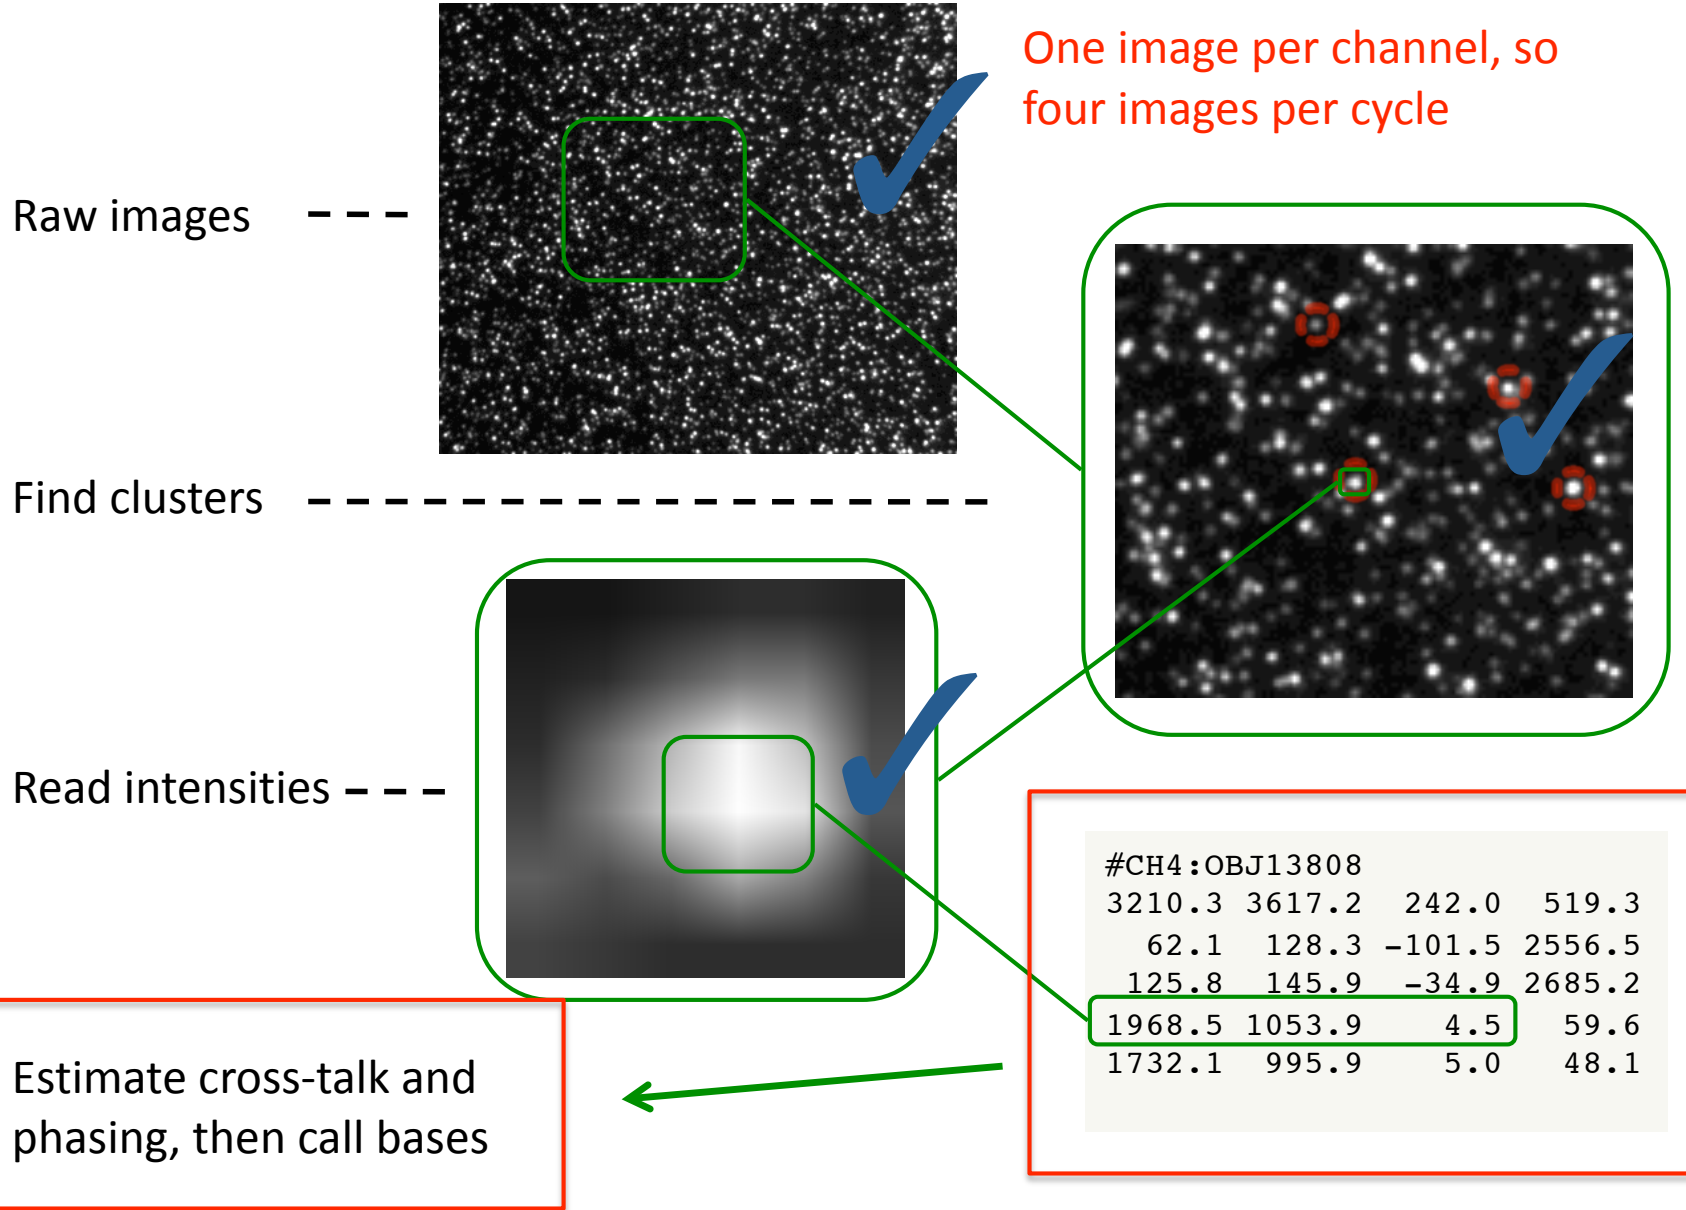 One image per channel, so
four images per cycle
Raw images
Find clusters
Read intensities
#CH4:OBJ13808
3210.3 3617.2 242.0 519.3
62.1 128.3 -101.5 2556.5
125.8 145.9 -34.9 2685.2
1968.5 1053.9 4.5 59.6
1732.1 995.9 5.0 48.1
Estimate cross-talk and
phasing, then call bases